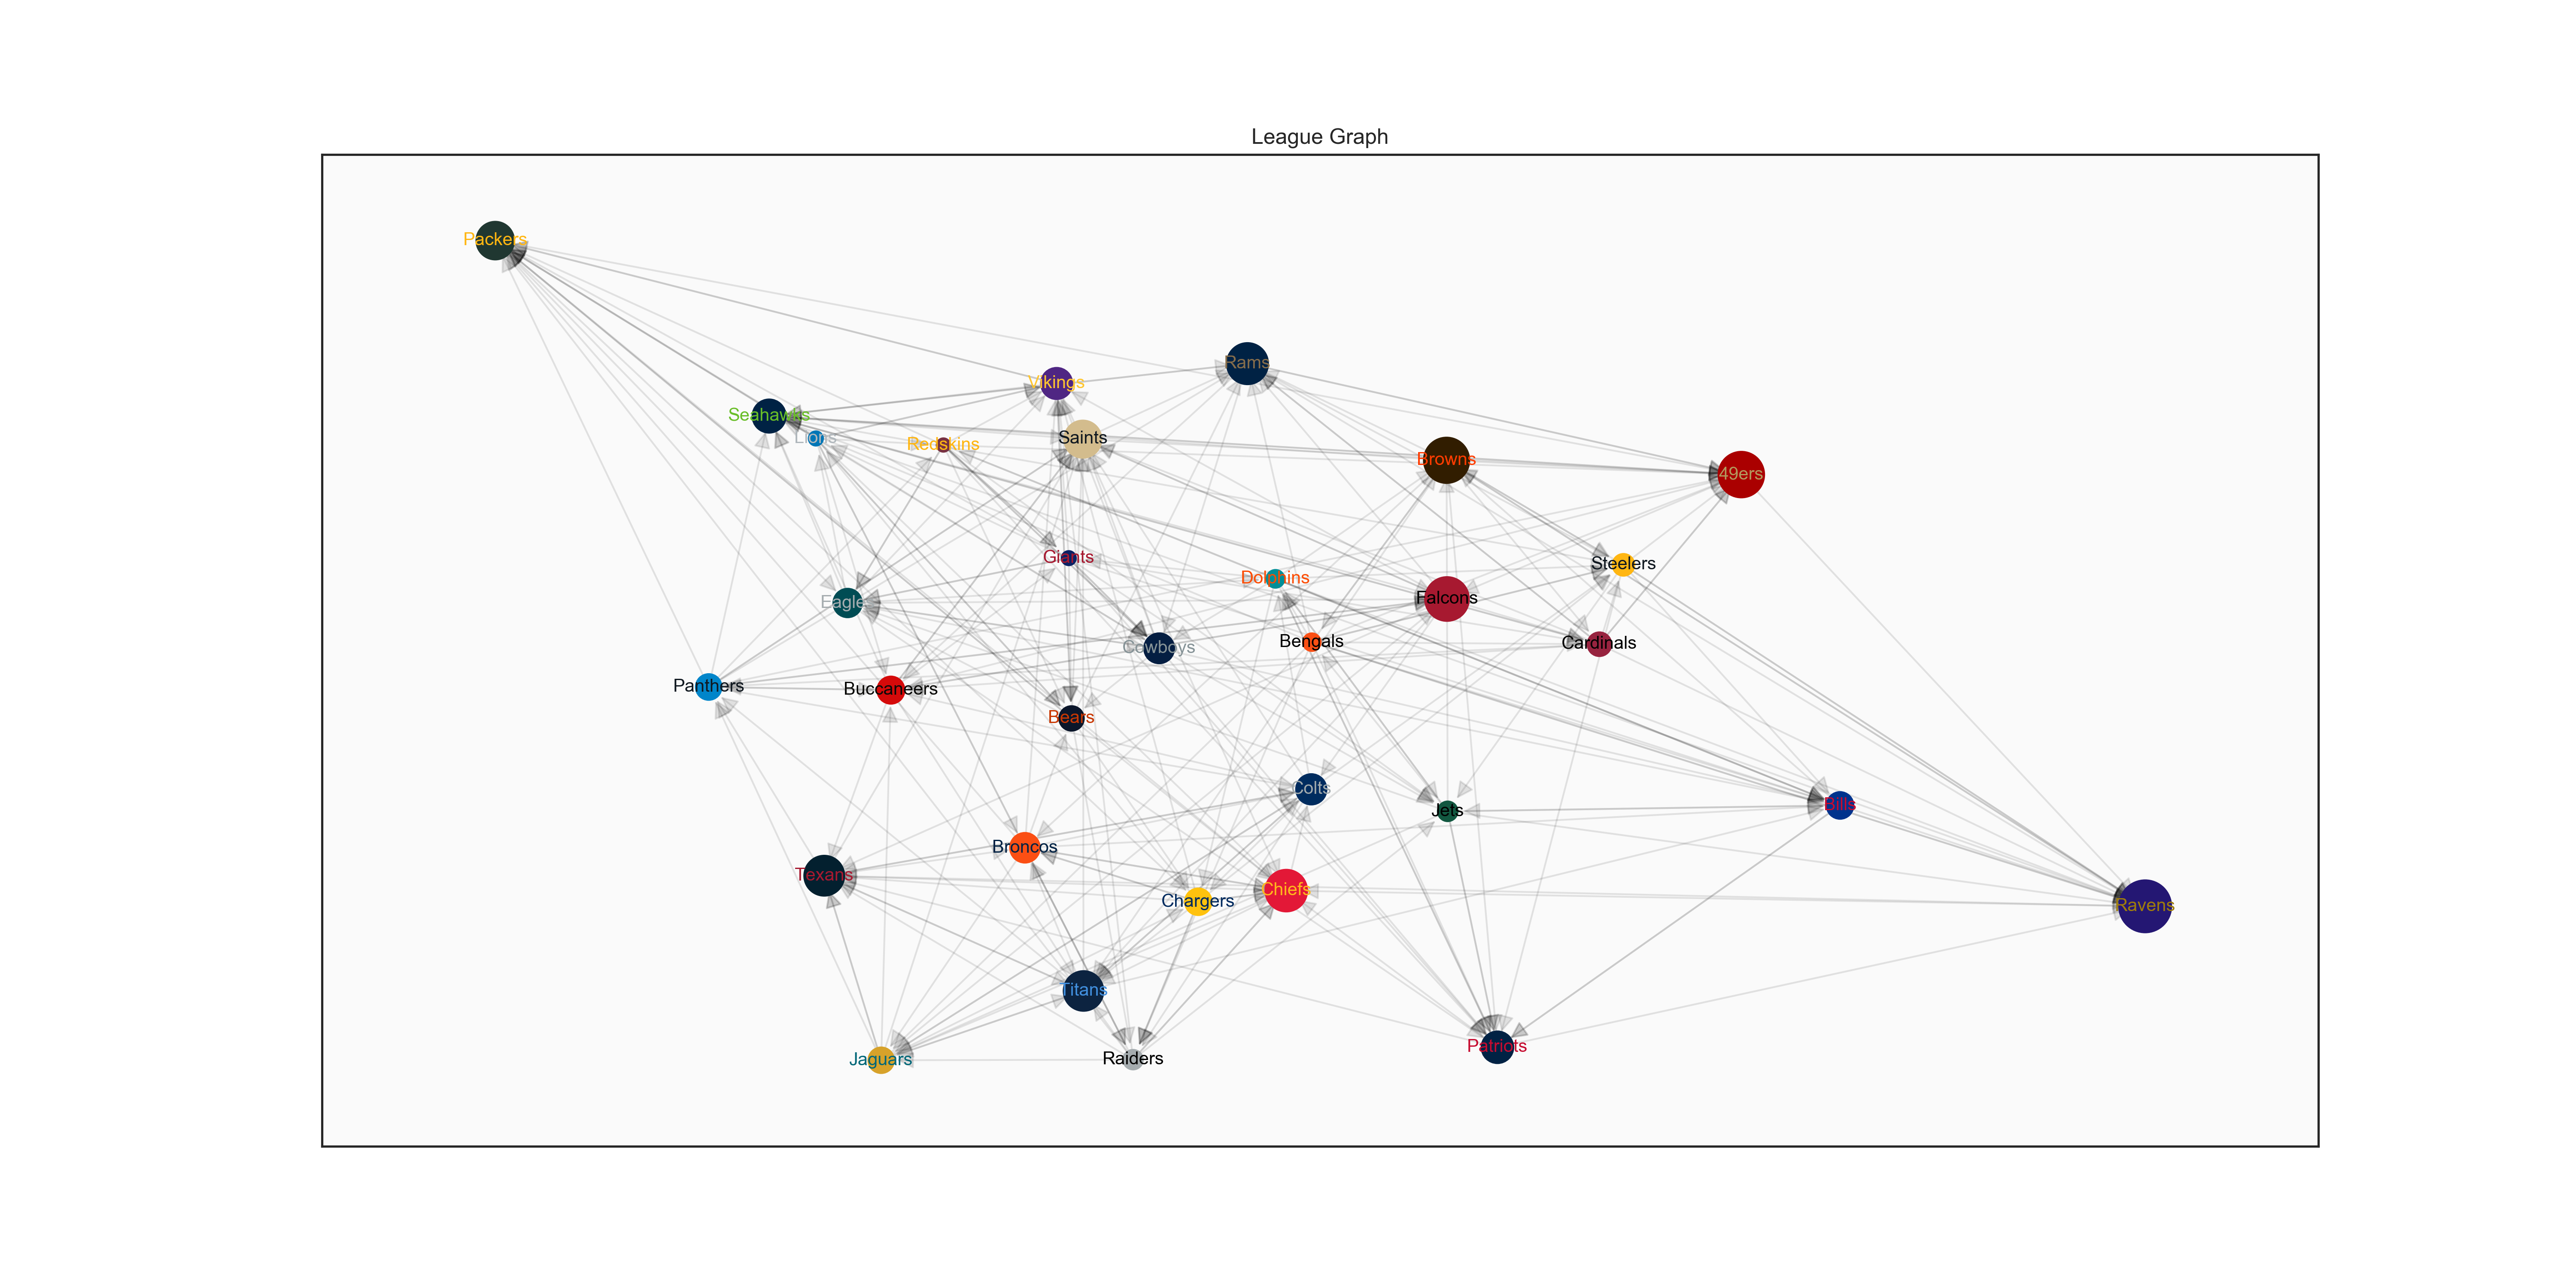 League Graph
Packers
Rams
Vikings
Seahawks
Lions
Redskins
Saints
Browns
49ers
Giants
Steelers
Dolphins
Falcons
Eagles
Bengals
Cardinals
Cowboys
Panthers
Buccaneers
Bears
Colts
Bills
Jets
Broncos
Texans
Chiefs
Chargers
Ravens
Titans
Patriots
Raiders
Jaguars